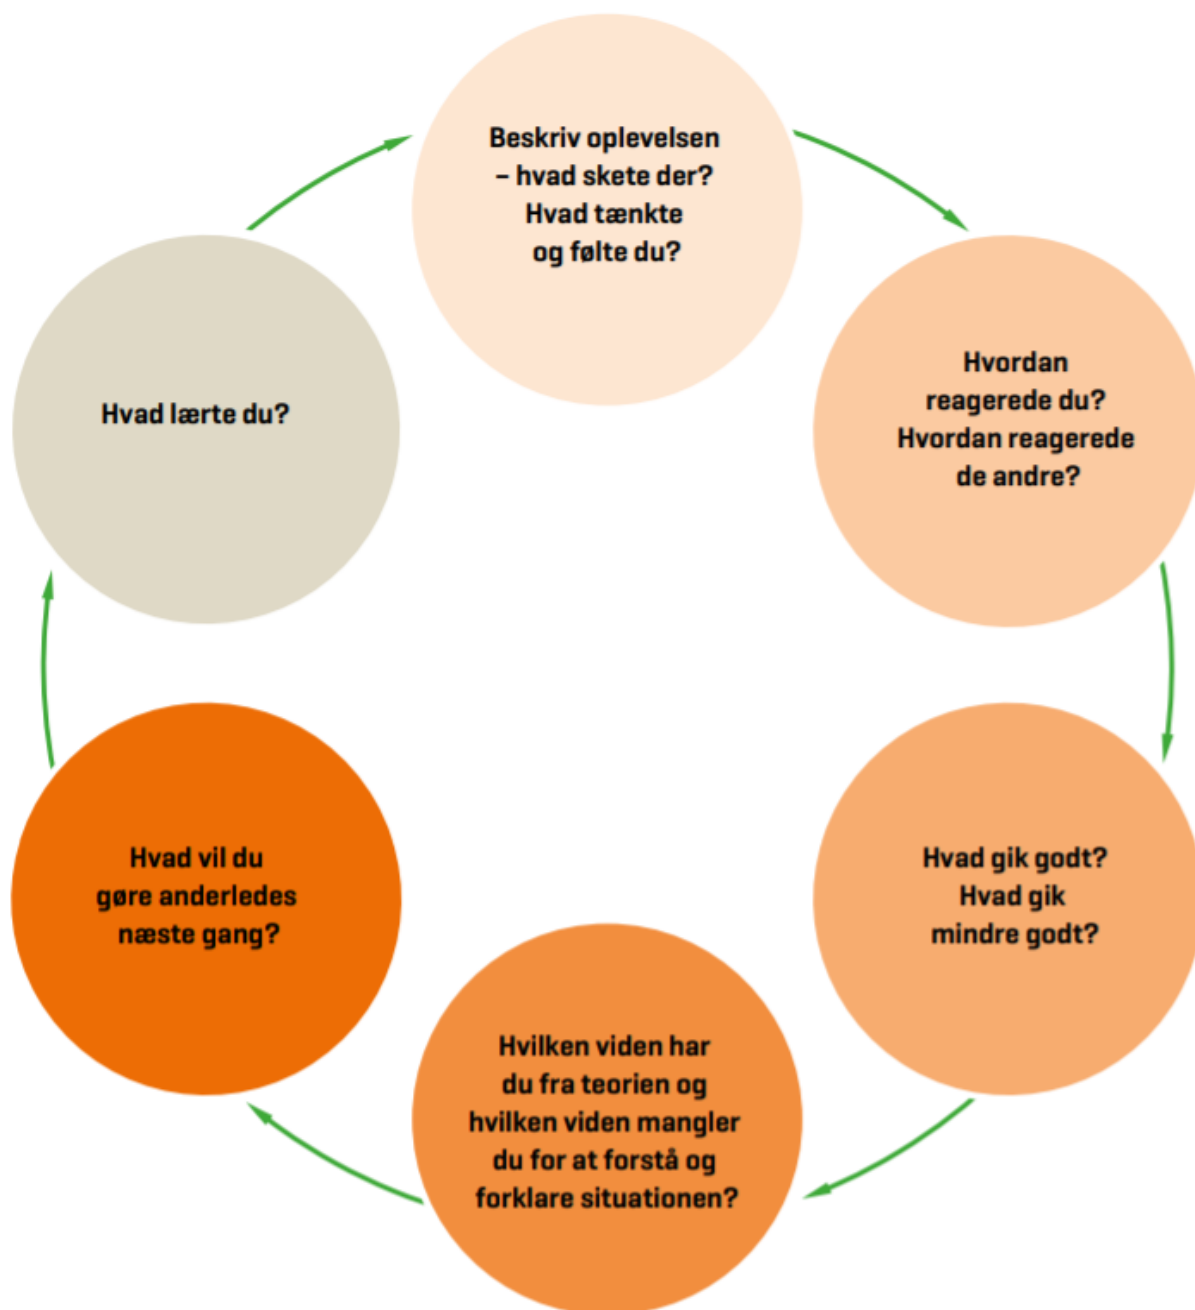 Beskriv oplevelsen
– hvad skete der?
Hvad tænkte
og følte du?
Hvordan
reagerede du?
Hvordan reagerede
de andre?
Hvad gik godt?
Hvad gik
mindre godt?
Hvilken viden har
du fra teorien og
hvilken viden mangler
du for at forstå og
forklare situationen?
Hvad vil du
gøre anderledes
næste gang?
Hvad lærte du?